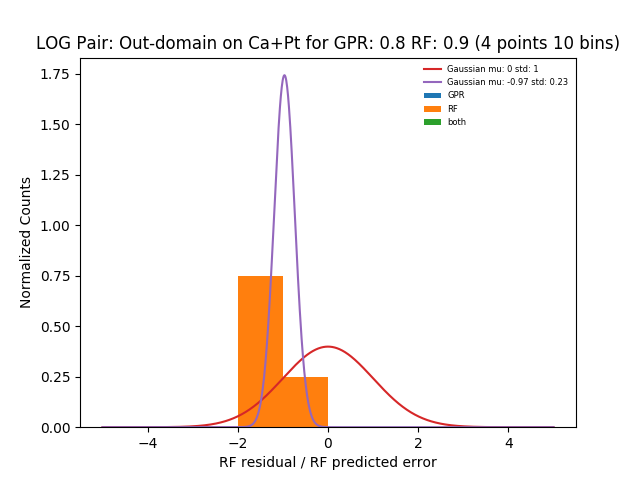 LOG Pair: Out-domain on Ca+Pt for GPR: 0.8 RF: 0.9 (4 points 10 bins)
Gaussian mu: 0 std: 1
Gaussian mu: -0.97 std: 0.23
GPR
RF
both
Normalized Counts
1.75
1.50
1.25
1.00
0.75
0.50
0.25
0.00
−4
−2
0
2
4
RF residual / RF predicted error